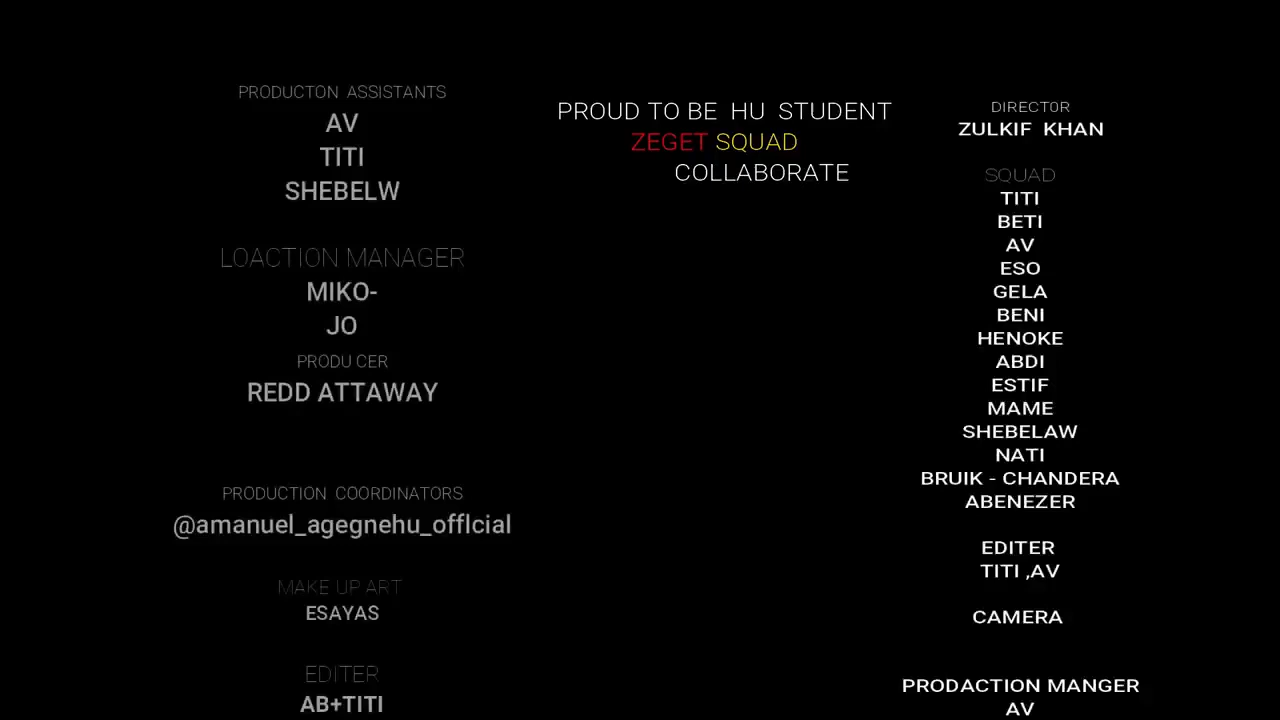 PRODUCTON ASSISTANTS
AV
TITI
SHEBELW
LOACTION MANAGER
MIKO-
JO
PRODU CER
REDD ATTAWAY
PRODUCTION COORDINATORS
@amanuel_agegnehu_offIcial
MAKE UP ART
ESAYAS
EDITER
AB+TITI
PROUD TO BE HU STUDENT
ZEGET SQUAD
COLLABORATE
DIRECT0R
ZULKIF KHAN
SQUAD
TITI
BETI
AV
ESO
GELA
BENI
HENOKE
ABDI
ESTIF
MAME
SHEBELAW
NATI
BRUIK - CHANDERA
ABENEZER
EDITER
TITI ,AV
CAMERA
PRODACTION MANGER
AV